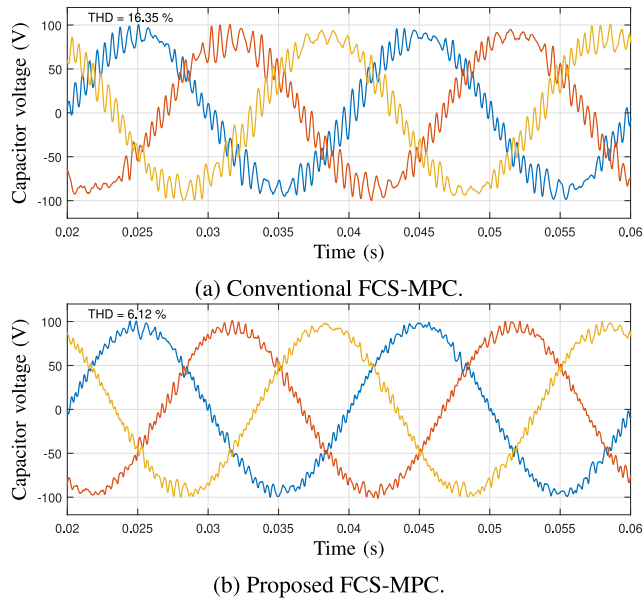 THD = 16.35 %
100
50
0
-50
-100
Capacitor voltage (V)
0.02 0.025 0.03 0.035 0.04 0.045 0.05 0.055 0.06
Time (s)
(a) Conventional FCS-MPC.
THD = 6.12 %
100
50
0
-50
-100
Capacitor voltage (V)
0.02 0.025 0.03 0.035 0.04 0.045 0.05 0.055 0.06
Time (s)
(b) Proposed FCS-MPC.